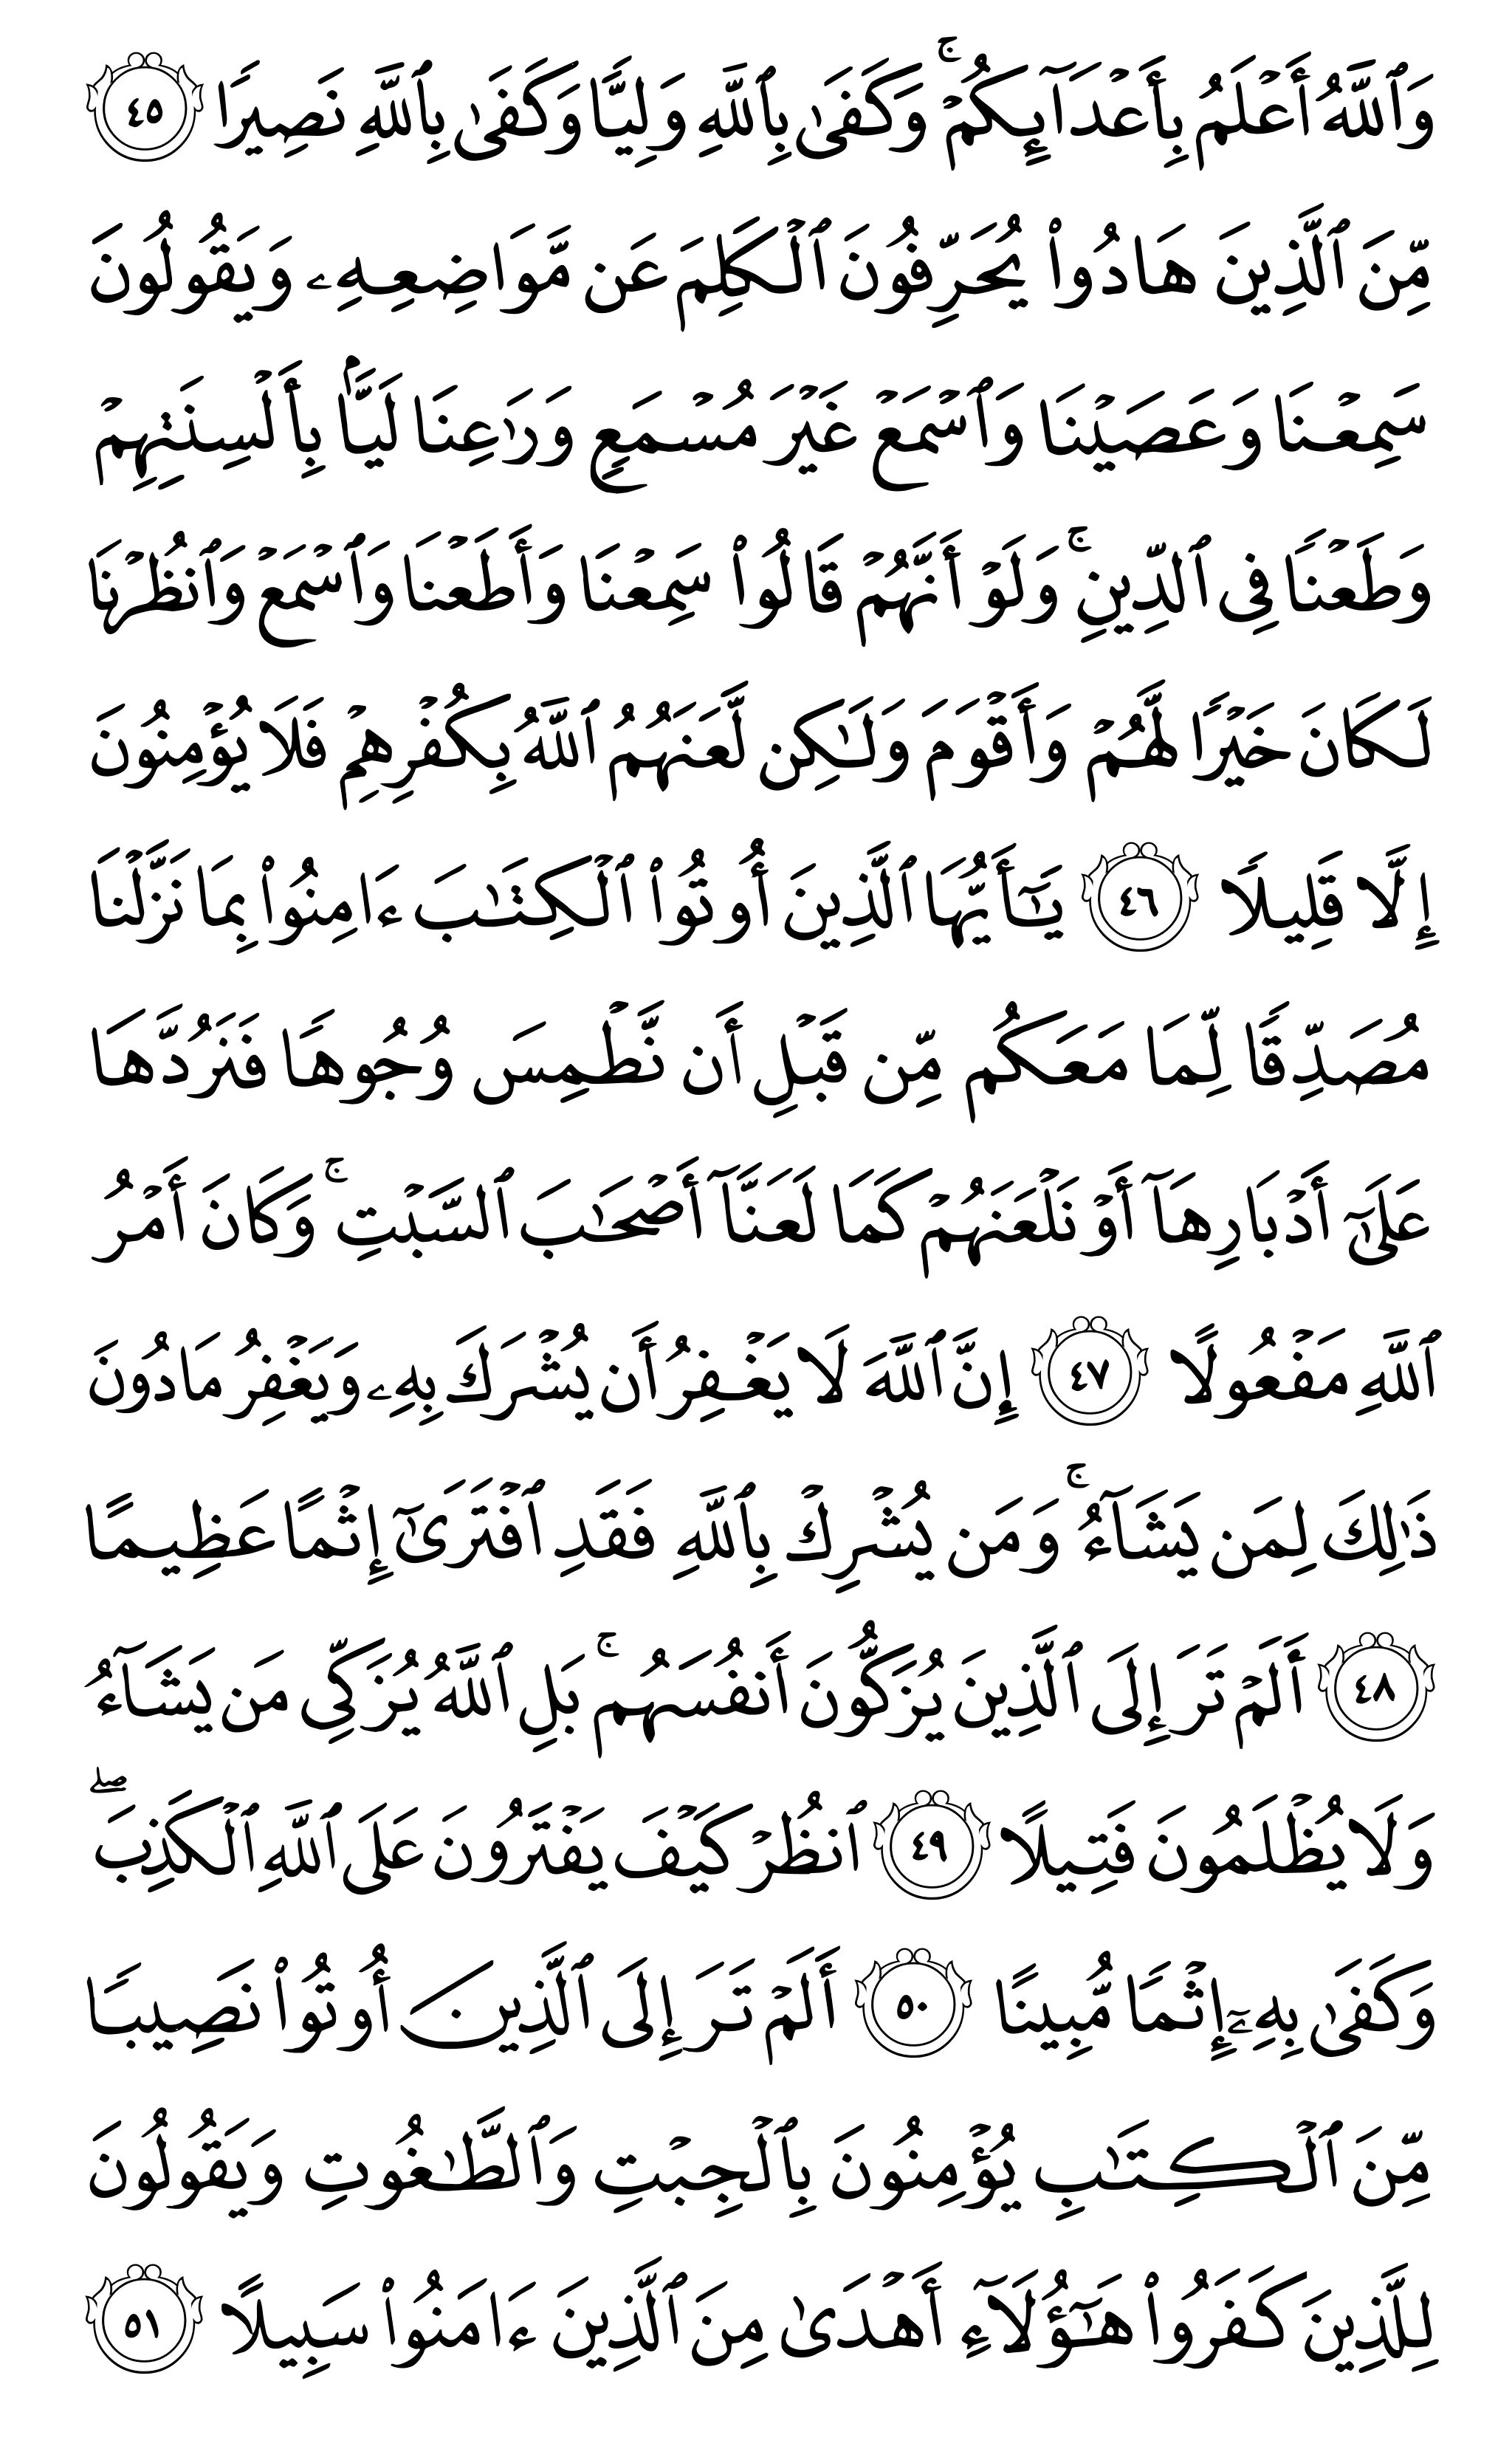 وَٱللَّهُ أَعۡلَمُ بِأَعۡدَآئِكُمۡۚ وَكَفَىٰ بِٱللَّهِ وَلِيّٗا وَكَفَىٰ بِٱللَّهِ نَصِيرٗا ٤٥
مِّنَ ٱلَّذِينَ هَادُواْ يُحَرِّفُونَ ٱلۡكَلِمَ عَن مَّوَاضِعِهِۦ وَيَقُولُونَ
سَمِعۡنَا وَعَصَيۡنَا وَٱسۡمَعۡ غَيۡرَ مُسۡمَعٖ وَرَٰعِنَا لَيَّۢا بِأَلۡسِنَتِهِمۡ
وَطَعۡنٗا فِي ٱلدِّينِۚ وَلَوۡ أَنَّهُمۡ قَالُواْ سَمِعۡنَا وَأَطَعۡنَا وَٱسۡمَعۡ وَٱنظُرۡنَا
لَكَانَ خَيۡرٗا لَّهُمۡ وَأَقۡوَمَ وَلَٰكِن لَّعَنَهُمُ ٱللَّهُ بِكُفۡرِهِمۡ فَلَا يُؤۡمِنُونَ
إِلَّا قَلِيلٗا ٤٦ يَٰٓأَيُّهَا ٱلَّذِينَ أُوتُواْ ٱلۡكِتَٰبَ ءَامِنُواْ بِمَا نَزَّلۡنَا
مُصَدِّقٗا لِّمَا مَعَكُم مِّن قَبۡلِ أَن نَّطۡمِسَ وُجُوهٗا فَنَرُدَّهَا
عَلَىٰٓ أَدۡبَارِهَآ أَوۡ نَلۡعَنَهُمۡ كَمَا لَعَنَّآ أَصۡحَٰبَ ٱلسَّبۡتِۚ وَكَانَ أَمۡرُ
ٱللَّهِ مَفۡعُولًا ٤٧ إِنَّ ٱللَّهَ لَا يَغۡفِرُ أَن يُشۡرَكَ بِهِۦ وَيَغۡفِرُ مَا دُونَ
ذَٰلِكَ لِمَن يَشَآءُۚ وَمَن يُشۡرِكۡ بِٱللَّهِ فَقَدِ ٱفۡتَرَىٰٓ إِثۡمًا عَظِيمًا
٤٨ أَلَمۡ تَرَ إِلَى ٱلَّذِينَ يُزَكُّونَ أَنفُسَهُمۚ بَلِ ٱللَّهُ يُزَكِّي مَن يَشَآءُ
وَلَا يُظۡلَمُونَ فَتِيلًا ٤٩ ٱنظُرۡ كَيۡفَ يَفۡتَرُونَ عَلَى ٱللَّهِ ٱلۡكَذِبَۖ
وَكَفَىٰ بِهِۦٓ إِثۡمٗا مُّبِينًا ٥٠ أَلَمۡ تَرَ إِلَى ٱلَّذِينَ أُوتُواْ نَصِيبٗا
مِّنَ ٱلۡكِتَٰبِ يُؤۡمِنُونَ بِٱلۡجِبۡتِ وَٱلطَّٰغُوتِ وَيَقُولُونَ
لِلَّذِينَ كَفَرُواْ هَٰٓؤُلَآءِ أَهۡدَىٰ مِنَ ٱلَّذِينَ ءَامَنُواْ سَبِيلًا ٥١